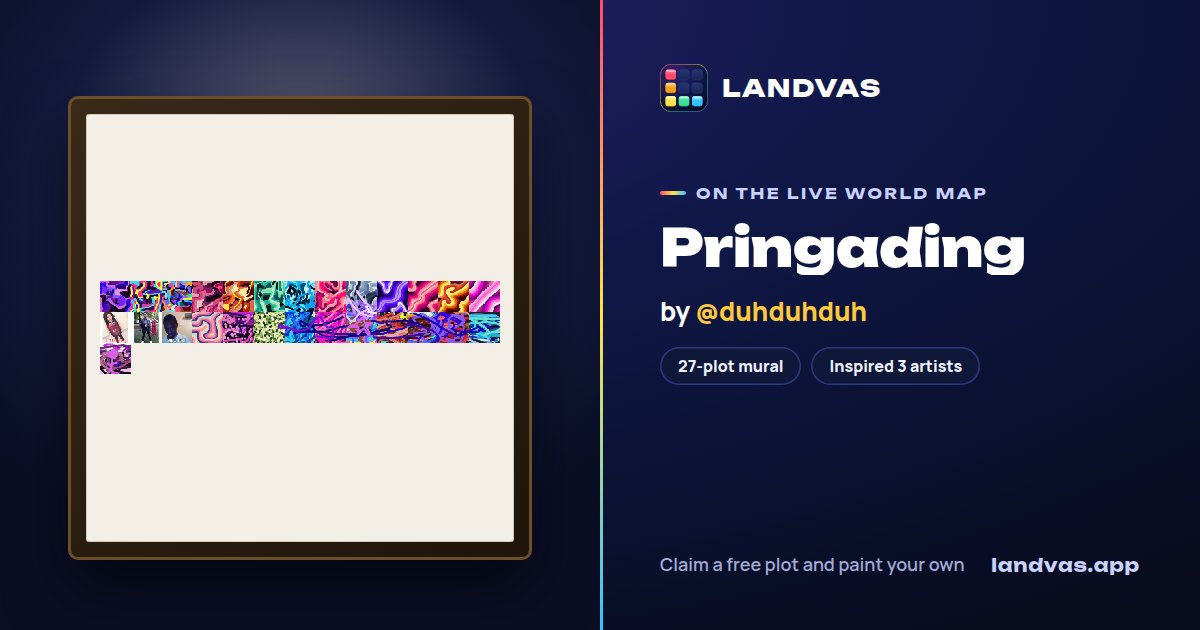 LANDVAS
ON THE LIVE WORLD MAP
Pringading
by @duhduhduh
27-plot mural
Inspired 3 artists
Claim a free plot and paint your own
landvas.app